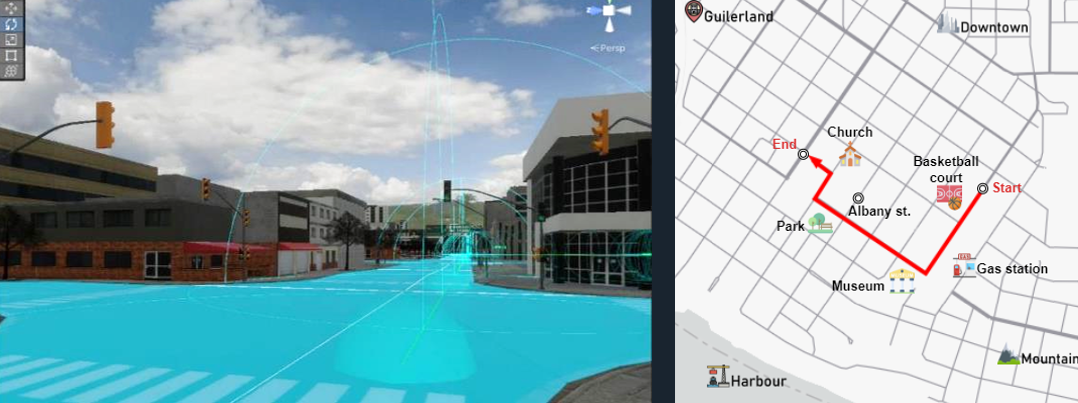 Persp
Guilerland
Downtown
Church
End
Basketball
court
Start
Albany st.
Park
Gas station
Museum
Mountain
Harbour